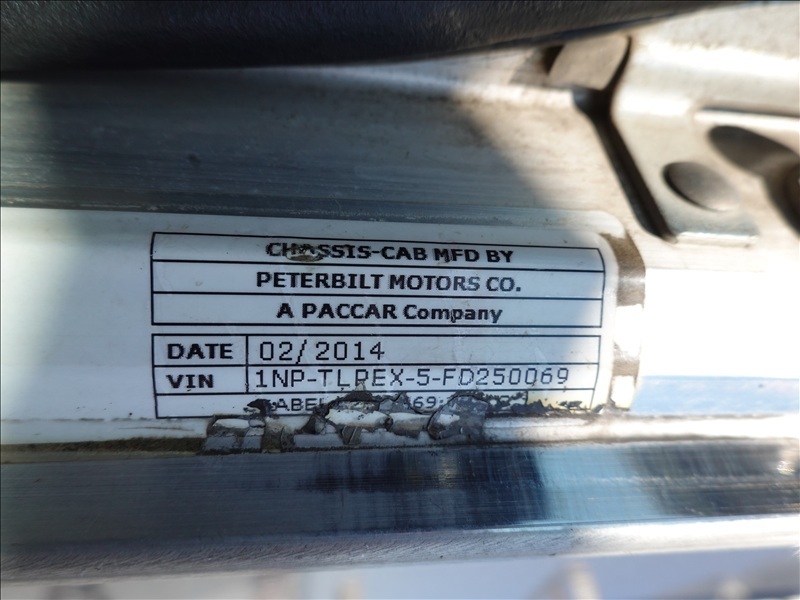 CHASSIS-CAB MFD BY
PETERBILT MOTORS CO.
A PACCAR Company
DATE 02/2014
VIN 1NP-TLPEX-5-FD250069